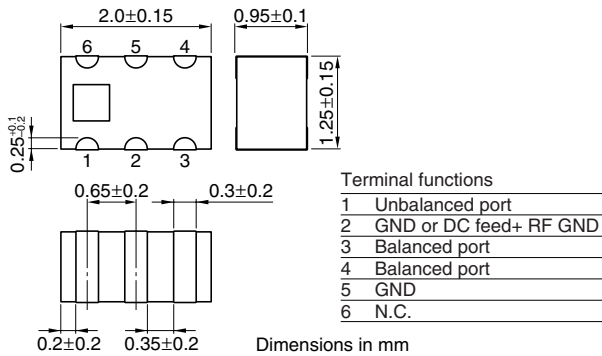 2.0±0.15
0.95±0.1
6 5 4
1.25±0.15
0.25+0.1−0.2
1 2 3
0.65±0.2
0.3±0.2
0.2±0.2
0.35±0.2
Dimensions in mm
Terminal functions
1 Unbalanced port
2 GND or DC feed+ RF GND
3 Balanced port
4 Balanced port
5 GND
6 N.C.